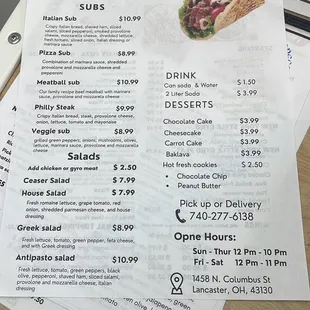 SUBS
Italian Sub $10.99
Crispy Italian bread, shaved ham, sliced
salami, sliced pepperoni, smoked provolone
cheese, mozzarella cheese, shredded lettuce,
fresh tomato, sliced onion, Italian dressing or
marinara sauce
Pizza Sub $8.99
Combination of marinara sauce, shredded
provolone and mozzarella cheese and
pepperoni
Meatball sub $10.99
Our family recipe beef meatball with marinara
sauce, provolone and mozzarella cheese
Philly Steak $9.99
Crispy Italian bread, steak, provolone cheese,
onion, lettuce, tomato and mayonnaise
Veggie sub $8.99
grilled green peppers, onions, mushrooms, olives,
lettuce, marinara sauce, provolone and mozzarella
cheese
Salads
Add chicken or gyro meat $ 2.50
Ceaser Salad $ 7.99
House Salad $ 7.99
Fresh romaine lettuce, grape tomato, red
onion, shredded parmesan cheese, and house
dressing
Greek salad $8.99
Fresh lettuce, tomato, green pepper, feta cheese,
and with Greek dressing
Antipasto salad $10.99
Fresh lettuce, tomato, green pepper, black
olive, pepperoni, shaved ham, sliced salami,
provolone and mozzarella cheese, Italian
dressing
DRINK
Can soda & Water $ 1.50
2 Liter Soda $ 3.99
DESSERTS
Chocolate Cake $3.99
Cheesecake $3.99
Carrot Cake $3.99
Baklava $3.99
Hot fresh cookies $ 2.50
• Chocolate Chip
• Peanut Butter
Pick up or Delivery
740-277-6138
Opne Hours:
Sun - Thur 12 Pm - 10 Pm
Fri - Sat 12 Pm - 11 Pm
1458 N. Columbus St
Lancaster, OH, 43130